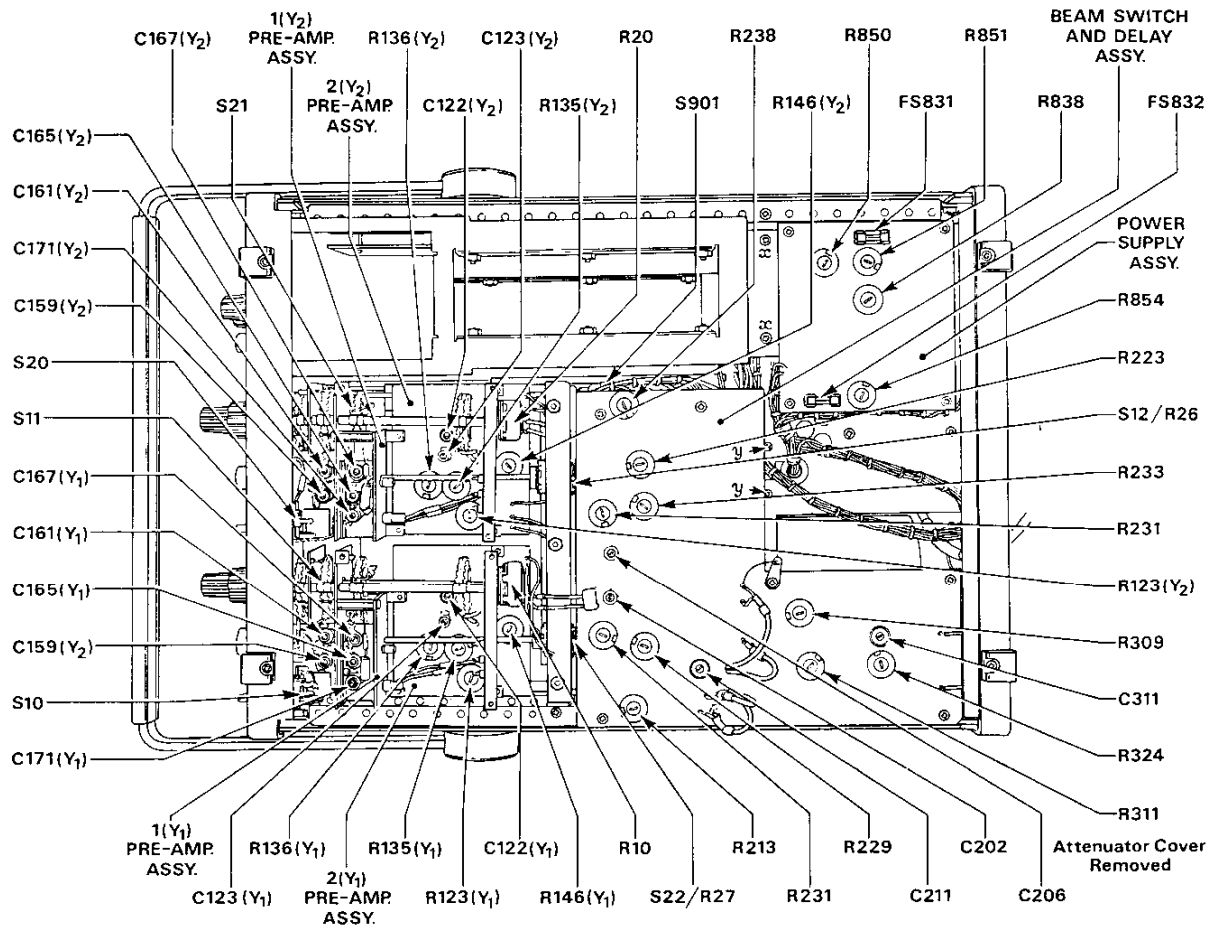 1(Y2)
PRE-AMP.
ASSY.
C167(Y2)
R136(Y2)
C123(Y2)
R20
R238
R850
R851
BEAM SWITCH
AND DELAY
ASSY.
2(Y2)
PRE-AMP.
ASSY.
S21
C122(Y2)
R135(Y2)
S901
R146(Y2)
FS831
R838
FS832
C165(Y2)
C161(Y2)
C171(Y2)
C159(Y2)
S20
S11
C167(Y1)
C161(Y1)
C165(Y1)
C159(Y2)
S10
C171(Y1)
POWER
SUPPLY
ASSY.
R854
R223
S12/R26
R233
R231
R123(Y2)
R309
C311
R324
R311
y
y
1(Y1)
PRE-AMP.
ASSY.
R136(Y1)
R135(Y1)
C122(Y1)
R10
R213
R229
C202
Attenuator Cover
Removed
C123(Y1)
2(Y1)
PRE-AMP.
ASSY.
R123(Y1)
R146(Y1)
S22/R27
R231
C211
C206